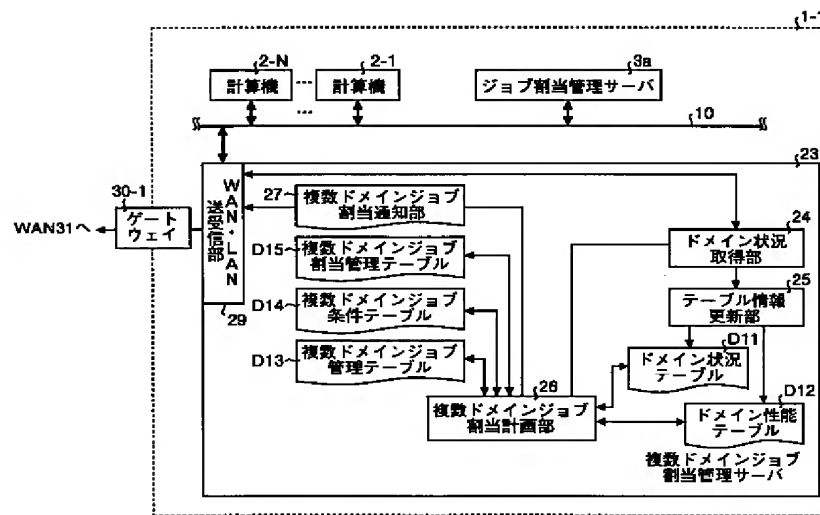 1-1
2-N
計算機
...
...
2-1
計算機
3a
ジョブ割当管理サーバ
10
23
30-1
ゲート
ウェイ
WAN31へ
WAN・LAN
送受信部
29
27
複数ドメインジョブ
割当通知部
D15
複数ドメインジョブ
割当管理テーブル
D14
複数ドメインジョブ
条件テーブル
D13
複数ドメインジョブ
管理テーブル
24
ドメイン状況
取得部
25
テーブル情報
更新部
D11
ドメイン状況
テーブル
D12
ドメイン性能
テーブル
26
複数ドメインジョブ
割当計画部
複数ドメインジョブ
割当管理サーバ